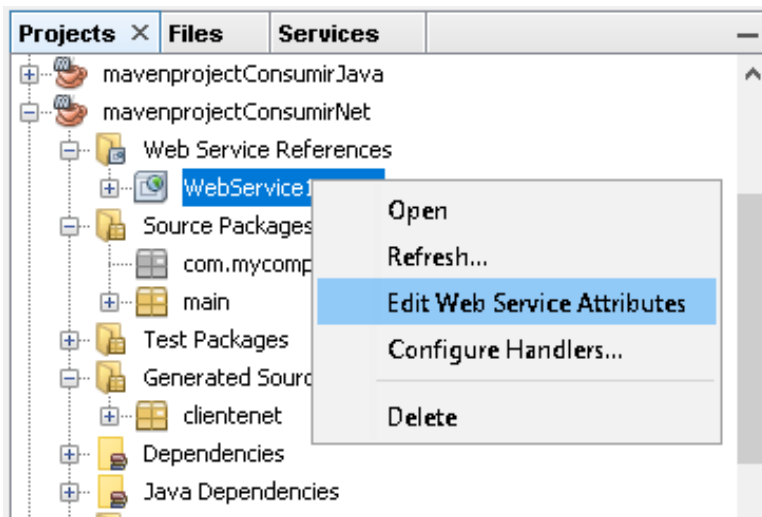 Projects Files Services
mavenprojectConsumirJava
mavenprojectConsumirNet
Web Service References
WebService1
Source Packages
com.mycomp
main
Test Packages
Generated Sourc
clientenet
Dependencies
Java Dependencies
Open
Refresh...
Edit Web Service Attributes
Configure Handlers...
Delete